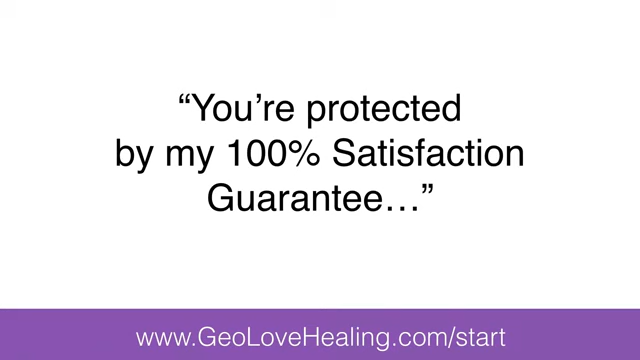 “You’re protected
by my 100% Satisfaction
Guarantee…”
www.GeoLoveHealing.com/start